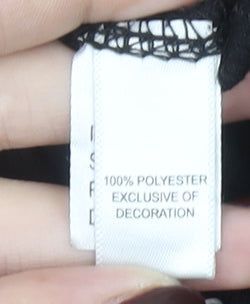 100% POLYESTER
EXCLUSIVE OF
DECORATION